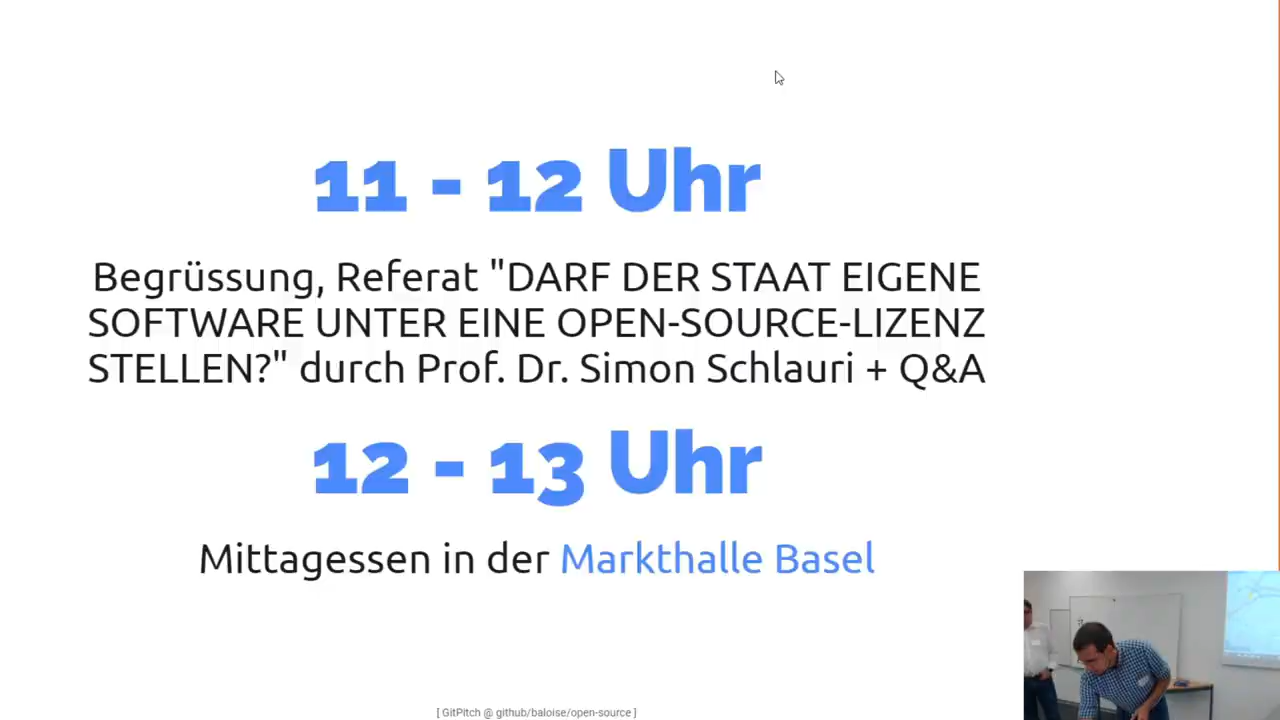 11 - 12 Uhr
Begrüssung, Referat "DARF DER STAAT EIGENE
SOFTWARE UNTER EINE OPEN-SOURCE-LIZENZ
STELLEN?" durch Prof. Dr. Simon Schlauri + Q&A
12 - 13 Uhr
Mittagessen in der Markthalle Basel
[ GitPitch @ github/baloise/open-source ]